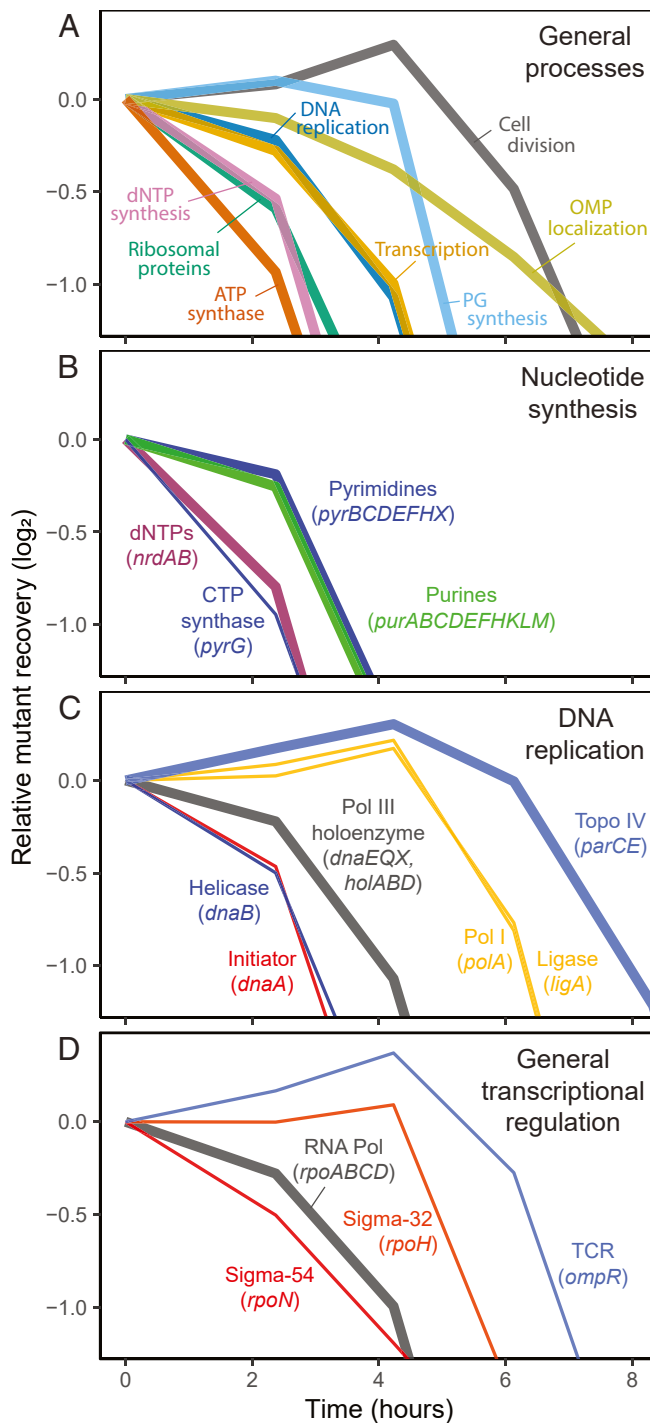 A
General
processes
0.0
−0.5
−1.0
DNA
replication
Cell
division
dNTP
synthesis
OMP
localization
Ribosomal
proteins
Transcription
ATP
synthase
PG
synthesis
B
Nucleotide
synthesis
0.0
−0.5
−1.0
Pyrimidines
(pyrBCDEFHX)
dNTPs
(nrdAB)
CTP
synthase
(pyrG)
Purines
(purABCDEFHKLM)
Relative mutant recovery (log₂)
C
DNA
replication
0.0
−0.5
−1.0
Pol III
holoenzyme
(dnaEQX,
holABD)
Topo IV
(parCE)
Helicase
(dnaB)
Initiator
(dnaA)
Pol I
(polA)
Ligase
(ligA)
D
General
transcriptional
regulation
0.0
−0.5
−1.0
RNA Pol
(rpoABCD)
Sigma-32
(rpoH)
Sigma-54
(rpoN)
TCR
(ompR)
0 2 4 6 8
Time (hours)